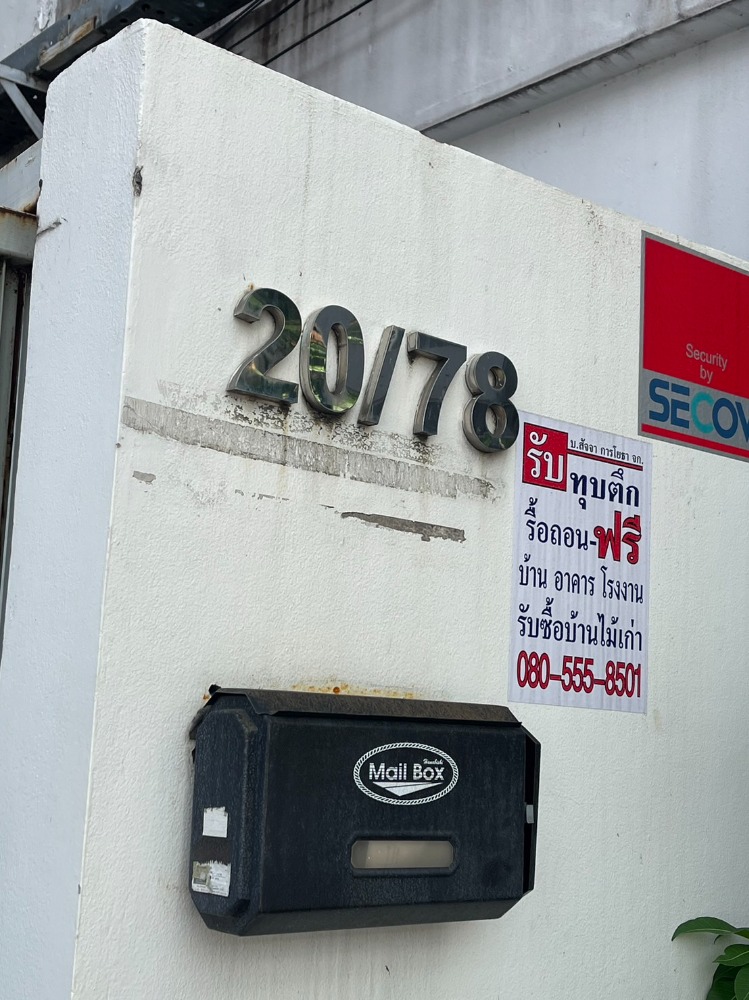 20/78
Security
by
SECO
บ.สัจจา การโยธา จก.
รับ
ทุบตึก
รื้อถอน-ฟรี
บ้าน อาคาร โรงงาน
รับซื้อบ้านไม้เก่า
080-555-8501
Mail Box